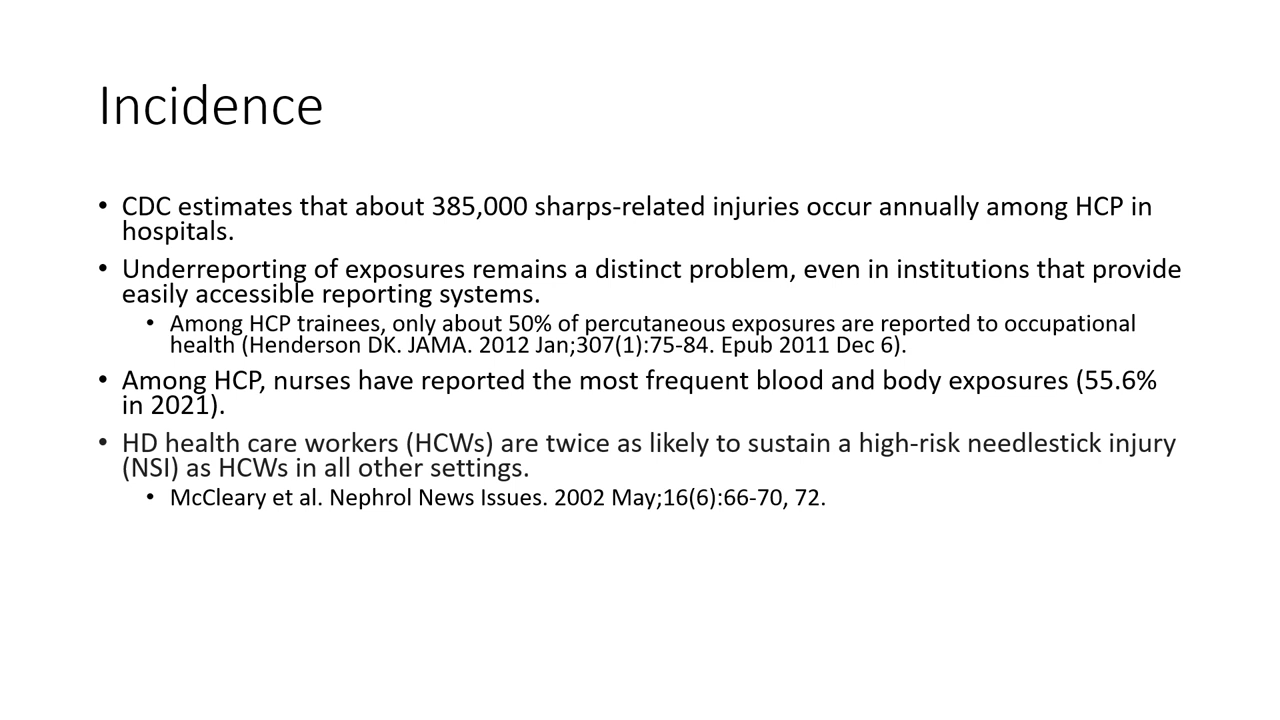 Incidence
• CDC estimates that about 385,000 sharps-related injuries occur annually among HCP in
hospitals.
• Underreporting of exposures remains a distinct problem, even in institutions that provide
easily accessible reporting systems.
• Among HCP trainees, only about 50% of percutaneous exposures are reported to occupational
health (Henderson DK. JAMA. 2012 Jan;307(1):75-84. Epub 2011 Dec 6).
• Among HCP, nurses have reported the most frequent blood and body exposures (55.6%
in 2021).
• HD health care workers (HCWs) are twice as likely to sustain a high-risk needlestick injury
(NSI) as HCWs in all other settings.
• McCleary et al. Nephrol News Issues. 2002 May;16(6):66-70, 72.